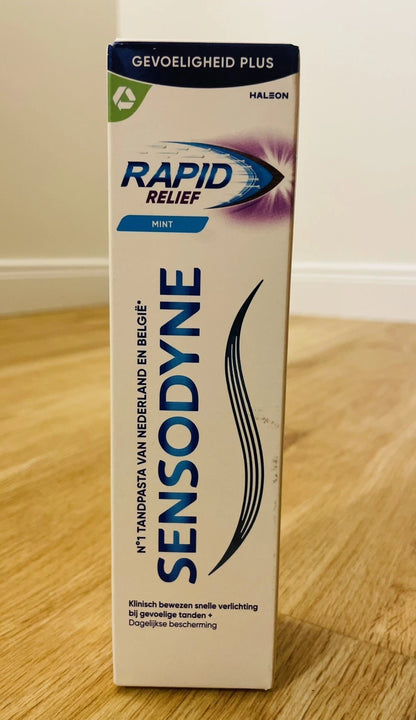 GEVOELIGHEID PLUS
HALEON
RAPID
RELIEF
MINT
N°1 TANDPASTA VAN NEDERLAND EN BELGIË*
SENSODYNE
Klinisch bewezen snelle verlichting
bij gevoelige tanden +
Dagelijkse bescherming